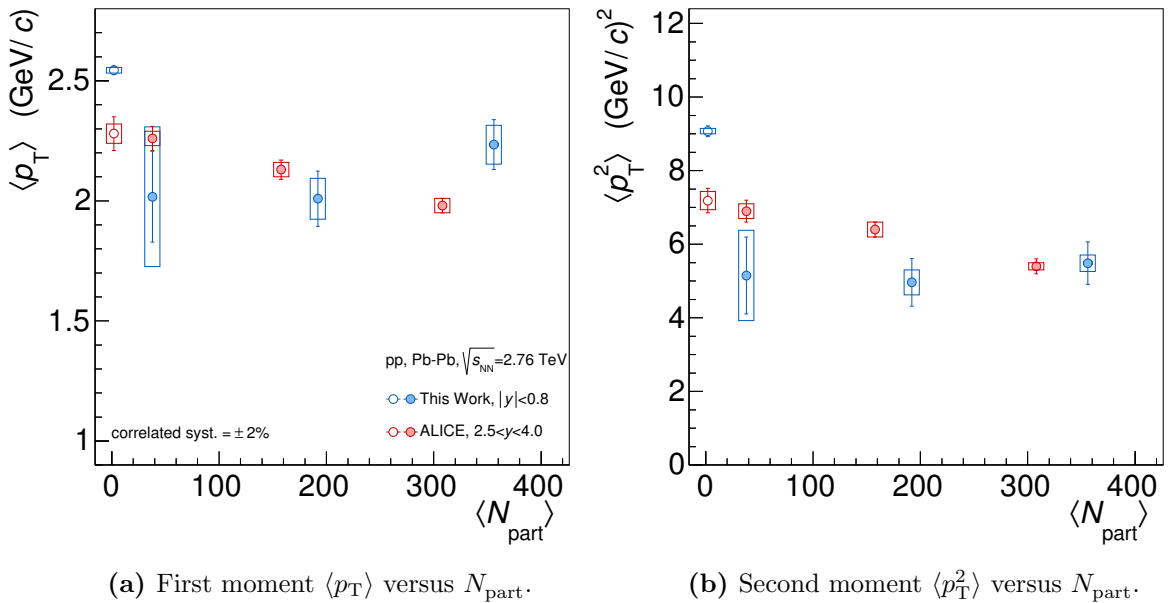 ⟨p_T⟩ (GeV/c)
2.5
2
1.5
1
pp, Pb-Pb, √s_NN=2.76 TeV
This Work, |y|<0.8
ALICE, 2.5<y<4.0
correlated syst. = ± 2%
0 100 200 300 400
⟨N_part⟩
(a) First moment ⟨p_T⟩ versus N_part.
⟨p_T^2⟩ (GeV/c)^2
12
10
8
6
4
2
0
0 100 200 300 400
⟨N_part⟩
(b) Second moment ⟨p_T^2⟩ versus N_part.